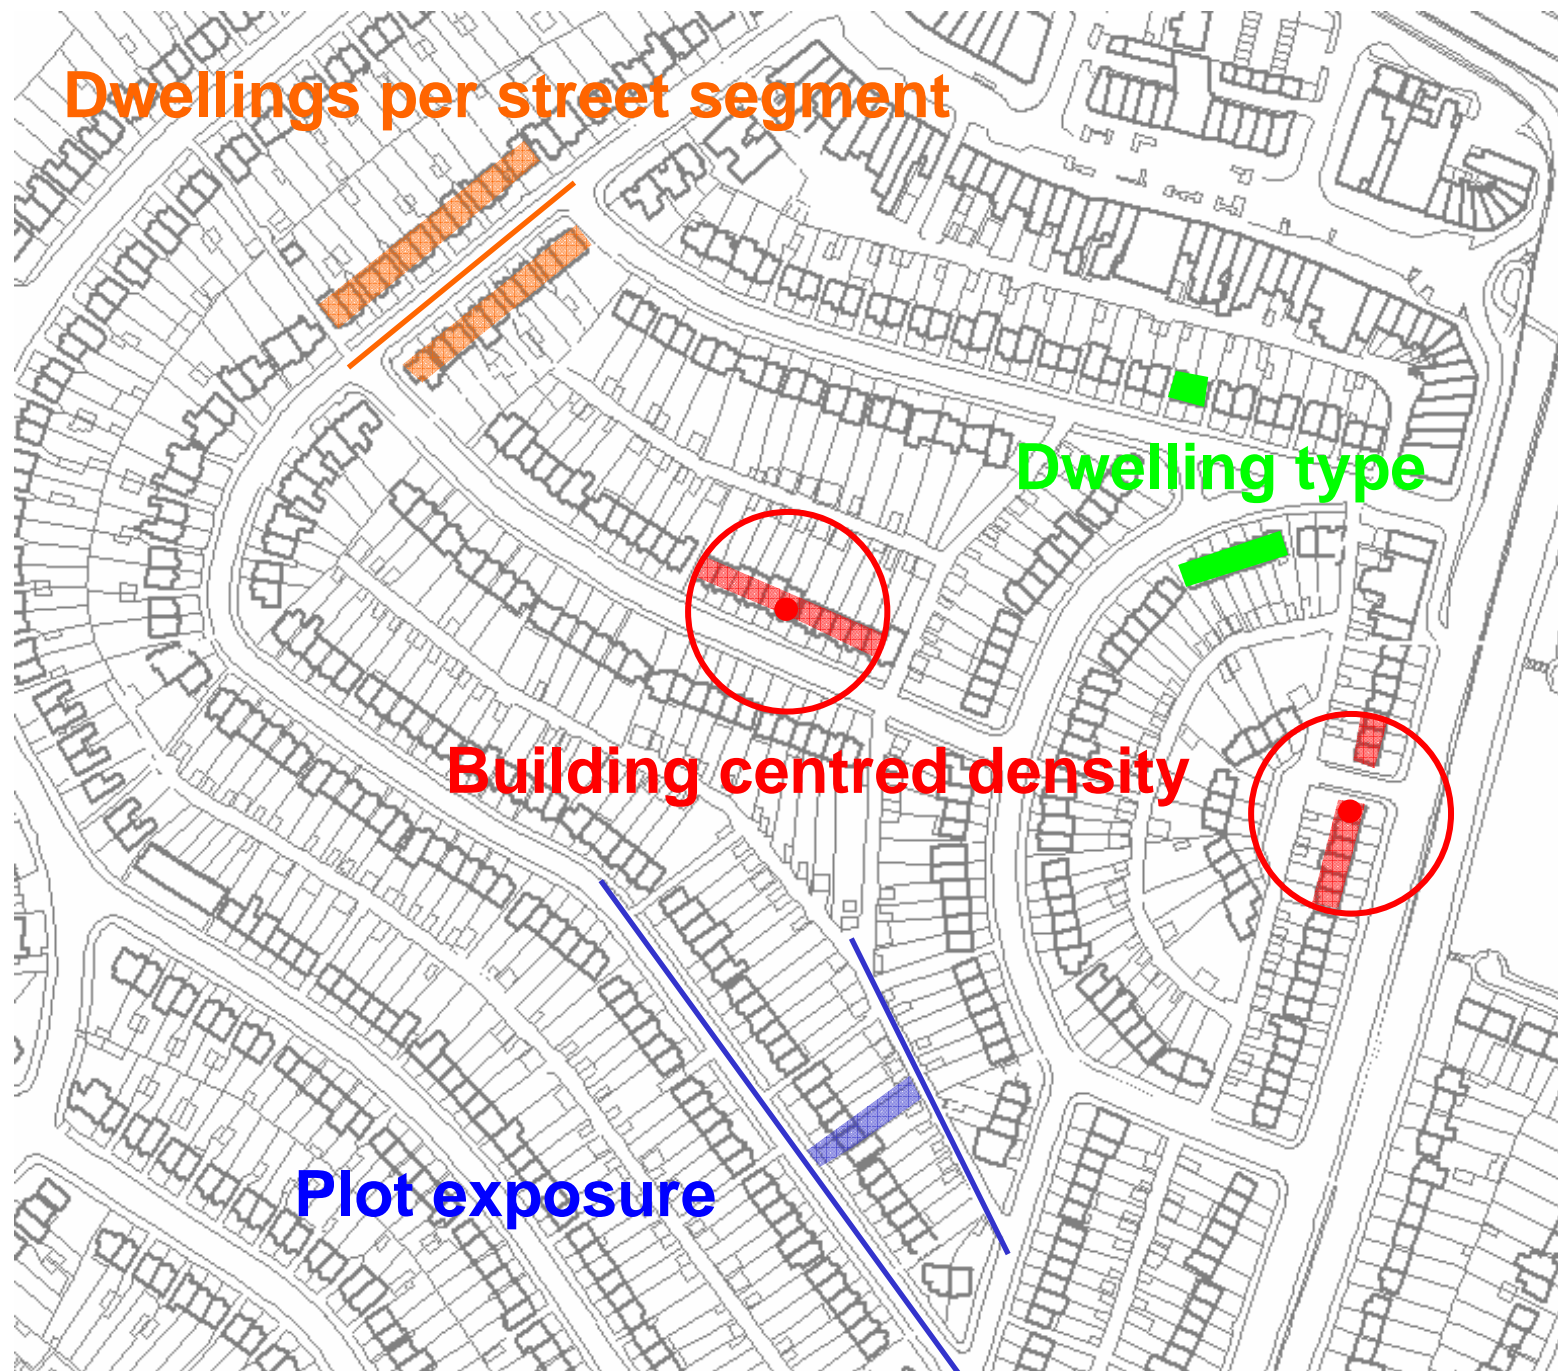 Dwellings per street segment
Dwelling type
Building centred density
Plot exposure